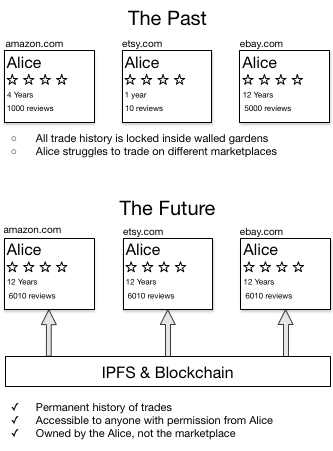 The Past
amazon.com
etsy.com
ebay.com
Alice
Alice
Alice
☆ ☆ ☆ ☆
☆ ☆ ☆ ☆
☆ ☆ ☆ ☆
4 Years
1 year
12 Years
1000 reviews
10 reviews
5000 reviews
○ All trade history is locked inside walled gardens
○ Alice struggles to trade on different marketplaces
The Future
amazon.com
etsy.com
ebay.com
Alice
Alice
Alice
☆ ☆ ☆ ☆
☆ ☆ ☆ ☆
☆ ☆ ☆ ☆
12 Years
12 Years
12 Years
6010 reviews
6010 reviews
6010 reviews
IPFS & Blockchain
✓ Permanent history of trades
✓ Accessible to anyone with permission from Alice
✓ Owned by the Alice, not the marketplace